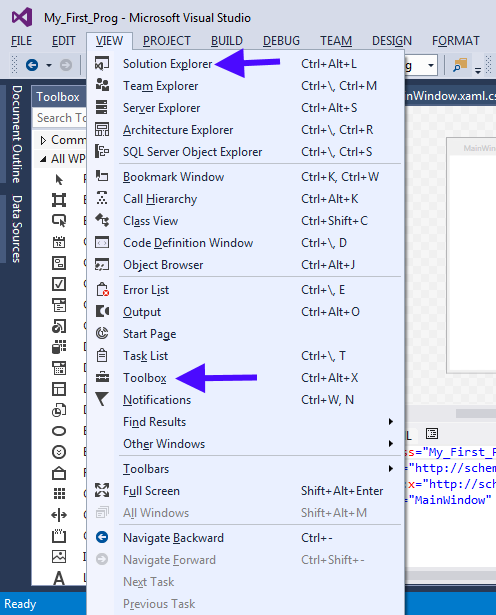 My_First_Prog - Microsoft Visual Studio
FILE EDIT VIEW PROJECT BUILD DEBUG TEAM DESIGN FORMAT
Document Outline
Data Sources
Toolbox
Search To
Comm
All WP
Solution Explorer Ctrl+Alt+L
Team Explorer Ctrl+\, Ctrl+M
Server Explorer Ctrl+Alt+S
Architecture Explorer Ctrl+\, Ctrl+R
SQL Server Object Explorer Ctrl+\, Ctrl+S
Bookmark Window Ctrl+K, Ctrl+W
Call Hierarchy Ctrl+Alt+K
Class View Ctrl+Shift+C
Code Definition Window Ctrl+\, D
Object Browser Ctrl+Alt+J
Error List Ctrl+\, E
Output Ctrl+Alt+O
Start Page
Task List Ctrl+\, T
Toolbox Ctrl+Alt+X
Notifications Ctrl+W, N
Find Results
Other Windows
Toolbars
Full Screen Shift+Alt+Enter
All Windows Shift+Alt+M
Navigate Backward Ctrl+-
Navigate Forward Ctrl+Shift+-
Next Task
Previous Task
inWindow.xaml.cs
MainWin
L
ss="My_First_P
="http://schem
x="http://sch
="MainWindow"
Ready